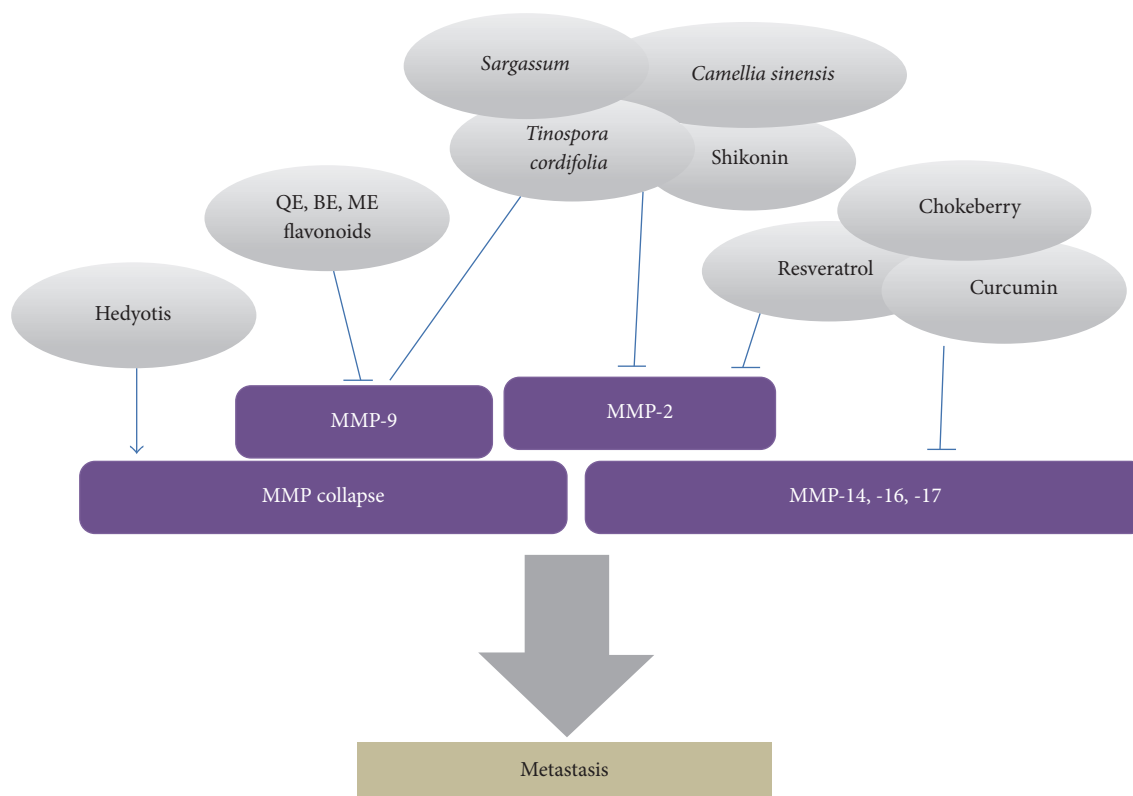 Sargassum
Camellia sinensis
Tinospora
cordifolia
Shikonin
QE, BE, ME
flavonoids
Chokeberry
Resveratrol
Curcumin
Hedyotis
MMP-9
MMP-2
MMP collapse
MMP-14, -16, -17
Metastasis